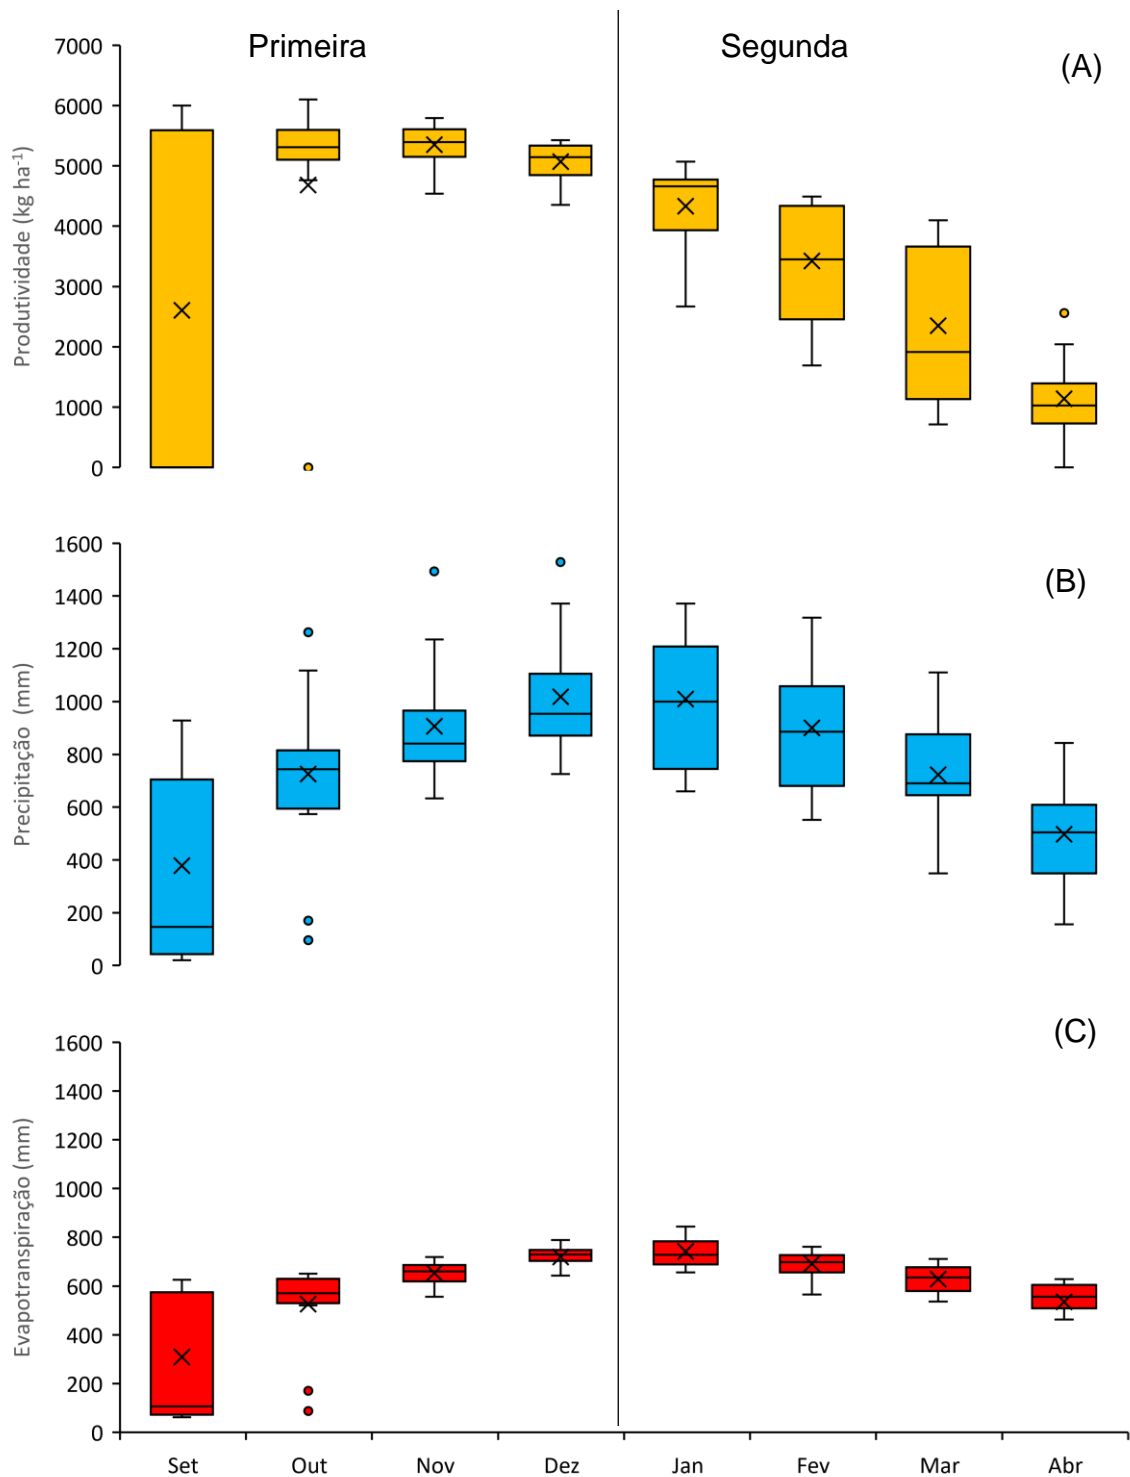 Primeira
Segunda
(A)
7000
6000
5000
4000
3000
2000
1000
0
Produtividade (kg ha-1)
(B)
1600
1400
1200
1000
800
600
400
200
0
Precipitação (mm)
(C)
1600
1400
1200
1000
800
600
400
200
0
Evapotranspiração (mm)
Set Out Nov Dez Jan Fev Mar Abr